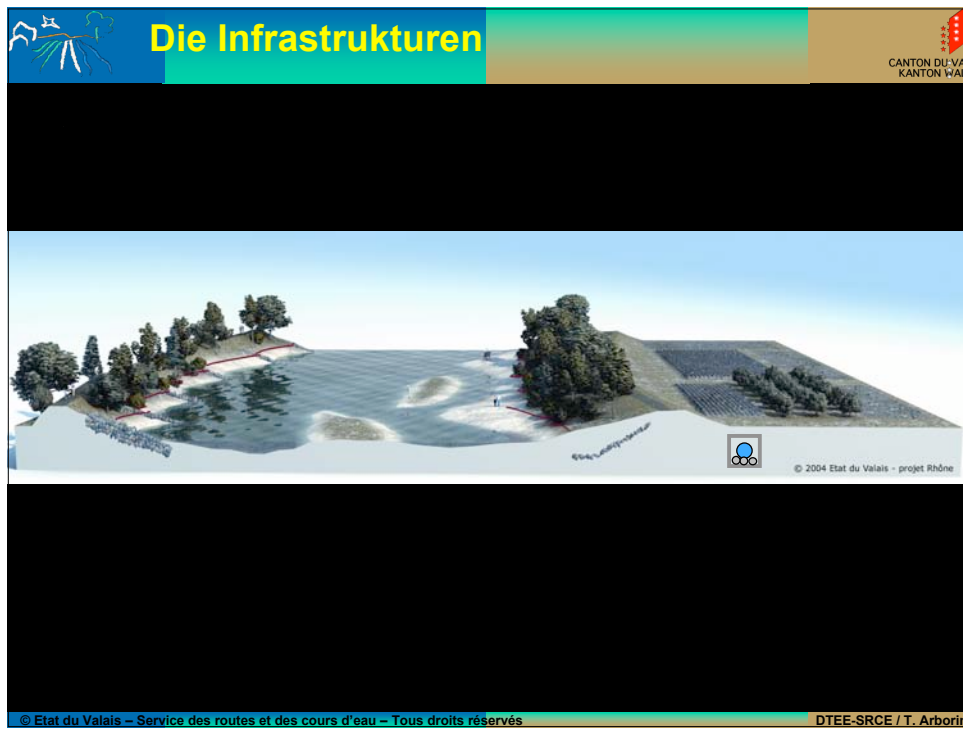 Die Infrastrukturen
CANTON DU VA
KANTON WAL
© 2004 Etat du Valais - projet Rhône
© Etat du Valais – Service des routes et des cours d'eau – Tous droits réservés
DTEE-SRCE / T. Arborin